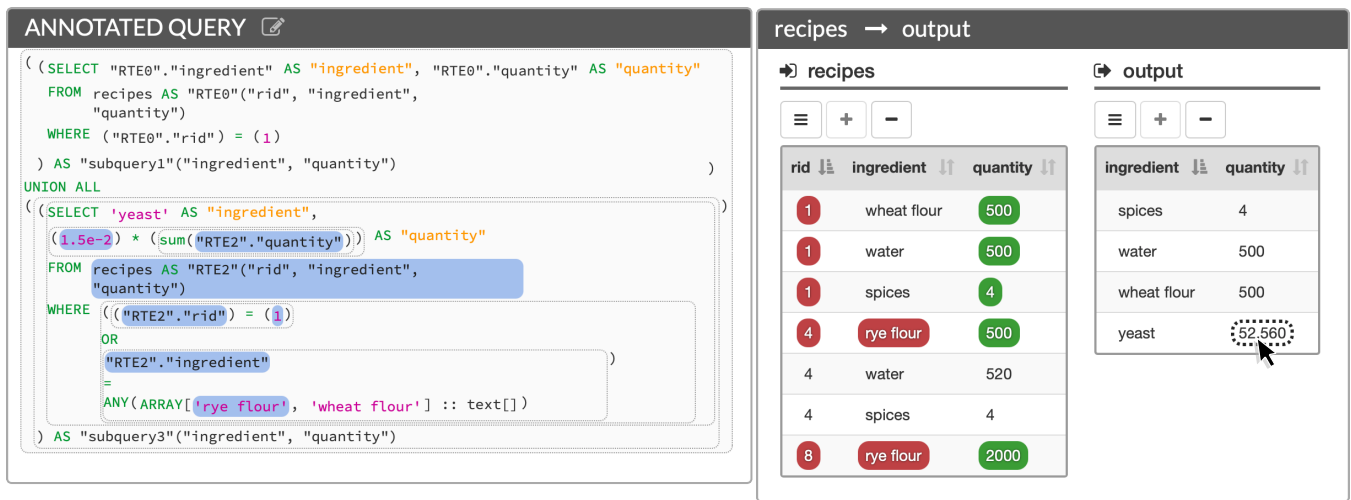 ANNOTATED QUERY
( ( SELECT "RTE0"."ingredient" AS "ingredient", "RTE0"."quantity" AS "quantity"
FROM recipes AS "RTE0"("rid", "ingredient",
"quantity")
WHERE ("RTE0"."rid") = (1)
) AS "subquery1"("ingredient", "quantity") )
UNION ALL
( ( SELECT 'yeast' AS "ingredient", )
(1.5e-2) * (sum("RTE2"."quantity")) AS "quantity"
FROM recipes AS "RTE2"("rid", "ingredient",
"quantity")
WHERE (("RTE2"."rid") = (1)
OR
"RTE2"."ingredient" )
=
ANY(ARRAY['rye flour', 'wheat flour'] :: text[])
) AS "subquery3"("ingredient", "quantity")
recipes → output
recipes
rid ingredient quantity
1 wheat flour 500
1 water 500
1 spices 4
4 rye flour 500
4 water 520
4 spices 4
8 rye flour 2000
output
ingredient quantity
spices 4
water 500
wheat flour 500
yeast 52.560